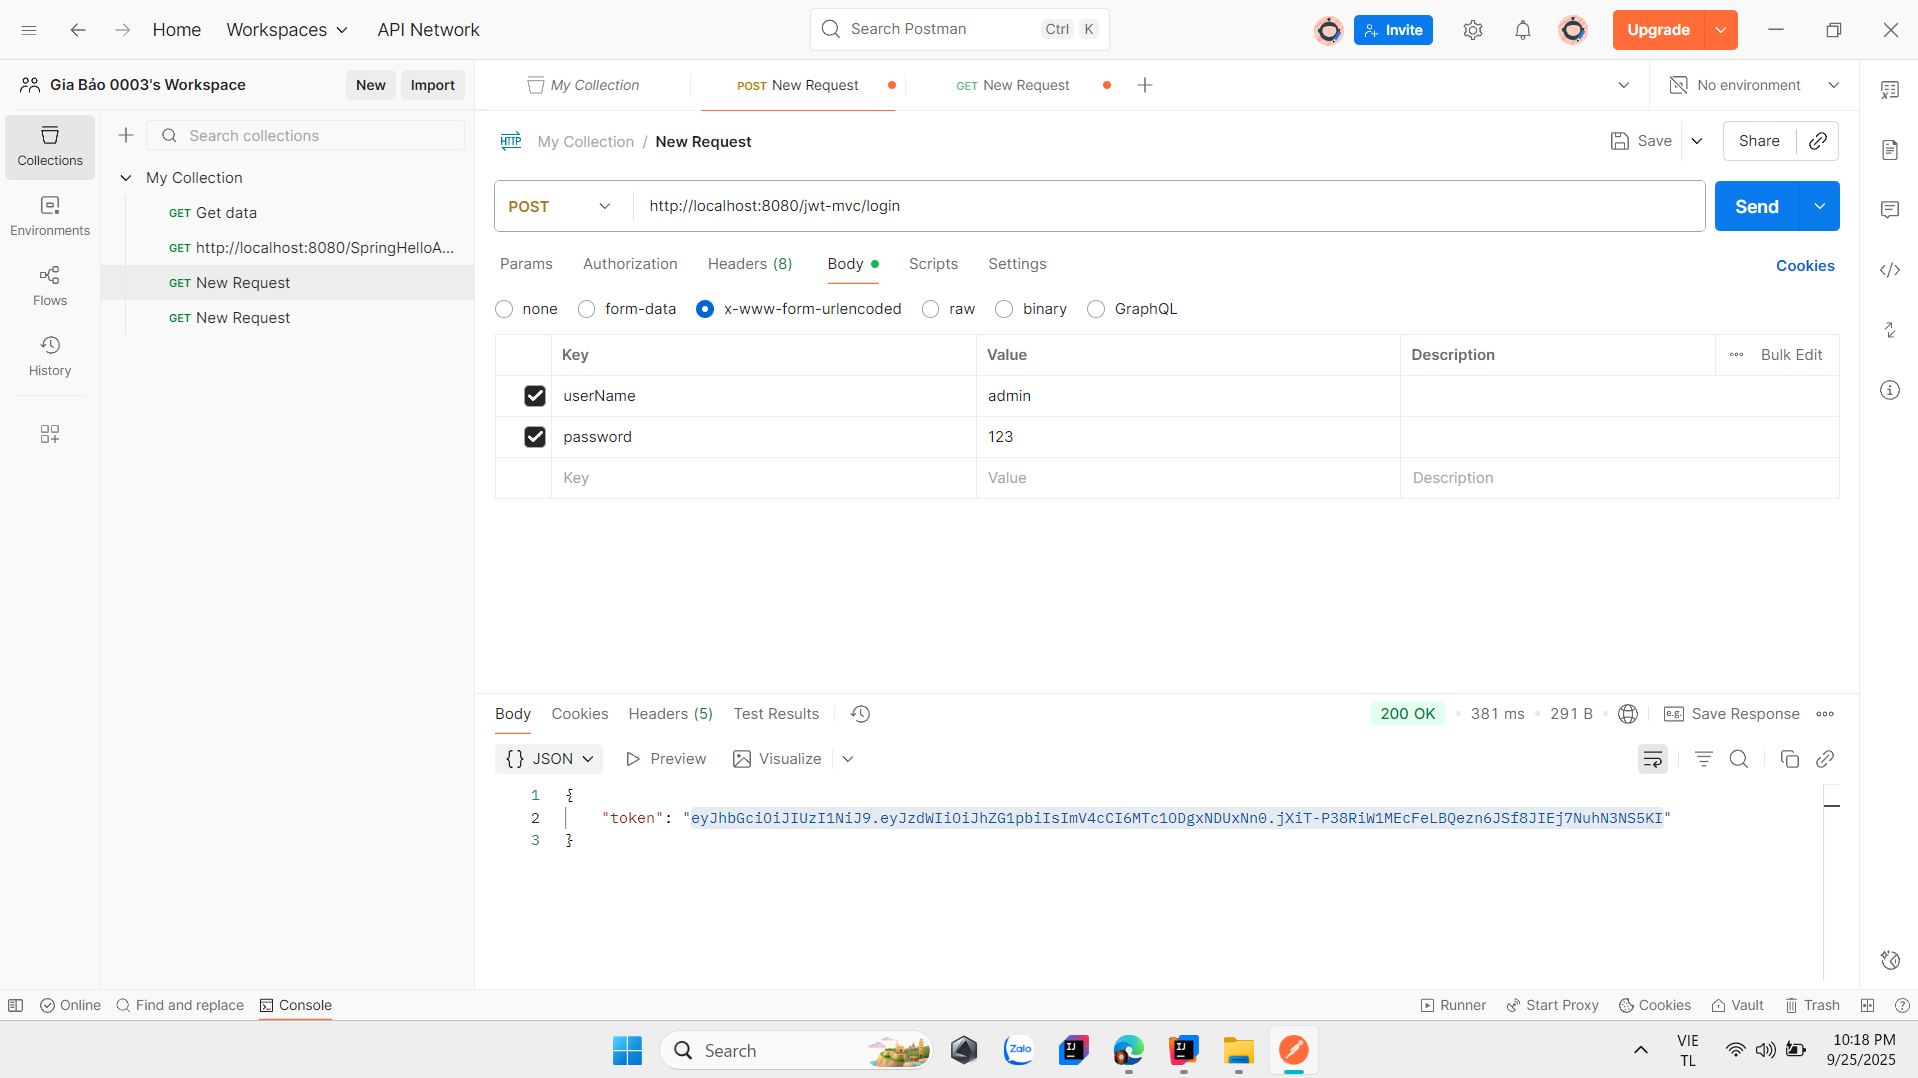 Home
Workspaces
API Network
Search Postman
Ctrl
K
Invite
Upgrade
Gia Bảo 0003's Workspace
New
Import
My Collection
POST New Request
GET New Request
No environment
Collections
Environments
Flows
History
Search collections
My Collection
GET Get data
GET http://localhost:8080/SpringHelloA...
GET New Request
GET New Request
HTTP
My Collection / New Request
Save
Share
POST
http://localhost:8080/jwt-mvc/login
Send
Params
Authorization
Headers (8)
Body
Scripts
Settings
Cookies
none
form-data
x-www-form-urlencoded
raw
binary
GraphQL
Key
Value
Description
Bulk Edit
userName
admin
password
123
Key
Value
Description
Body
Cookies
Headers (5)
Test Results
200 OK
381 ms
291 B
e.g.
Save Response
{} JSON
Preview
Visualize
1 {
2 "token": "eyJhbGciOiJIUzI1NiJ9.eyJzdWIiOiJhZG1pbiIsImV4cCI6MTc1ODgxNDUxNn0.jXiT-P38RiW1MEcFeLBQezn6JSf8JIEj7NuhN3NS5KI"
3 }
Online
Find and replace
Console
Runner
Start Proxy
Cookies
Vault
Trash
Search
Zalo
IJ
IJ
VIE
TL
10:18 PM
9/25/2025